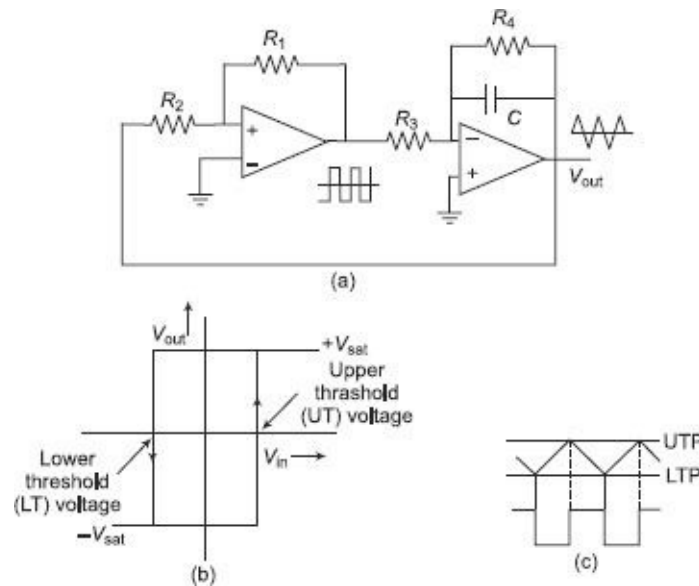 R1
R4
R2
+
−
R3
C
−
+
Vout
(a)
Vout
+Vsat
Upper
thrashold
(UT) voltage
Vin
Lower
threshold
(LT) voltage
−Vsat
(b)
UTP
LTP
(c)